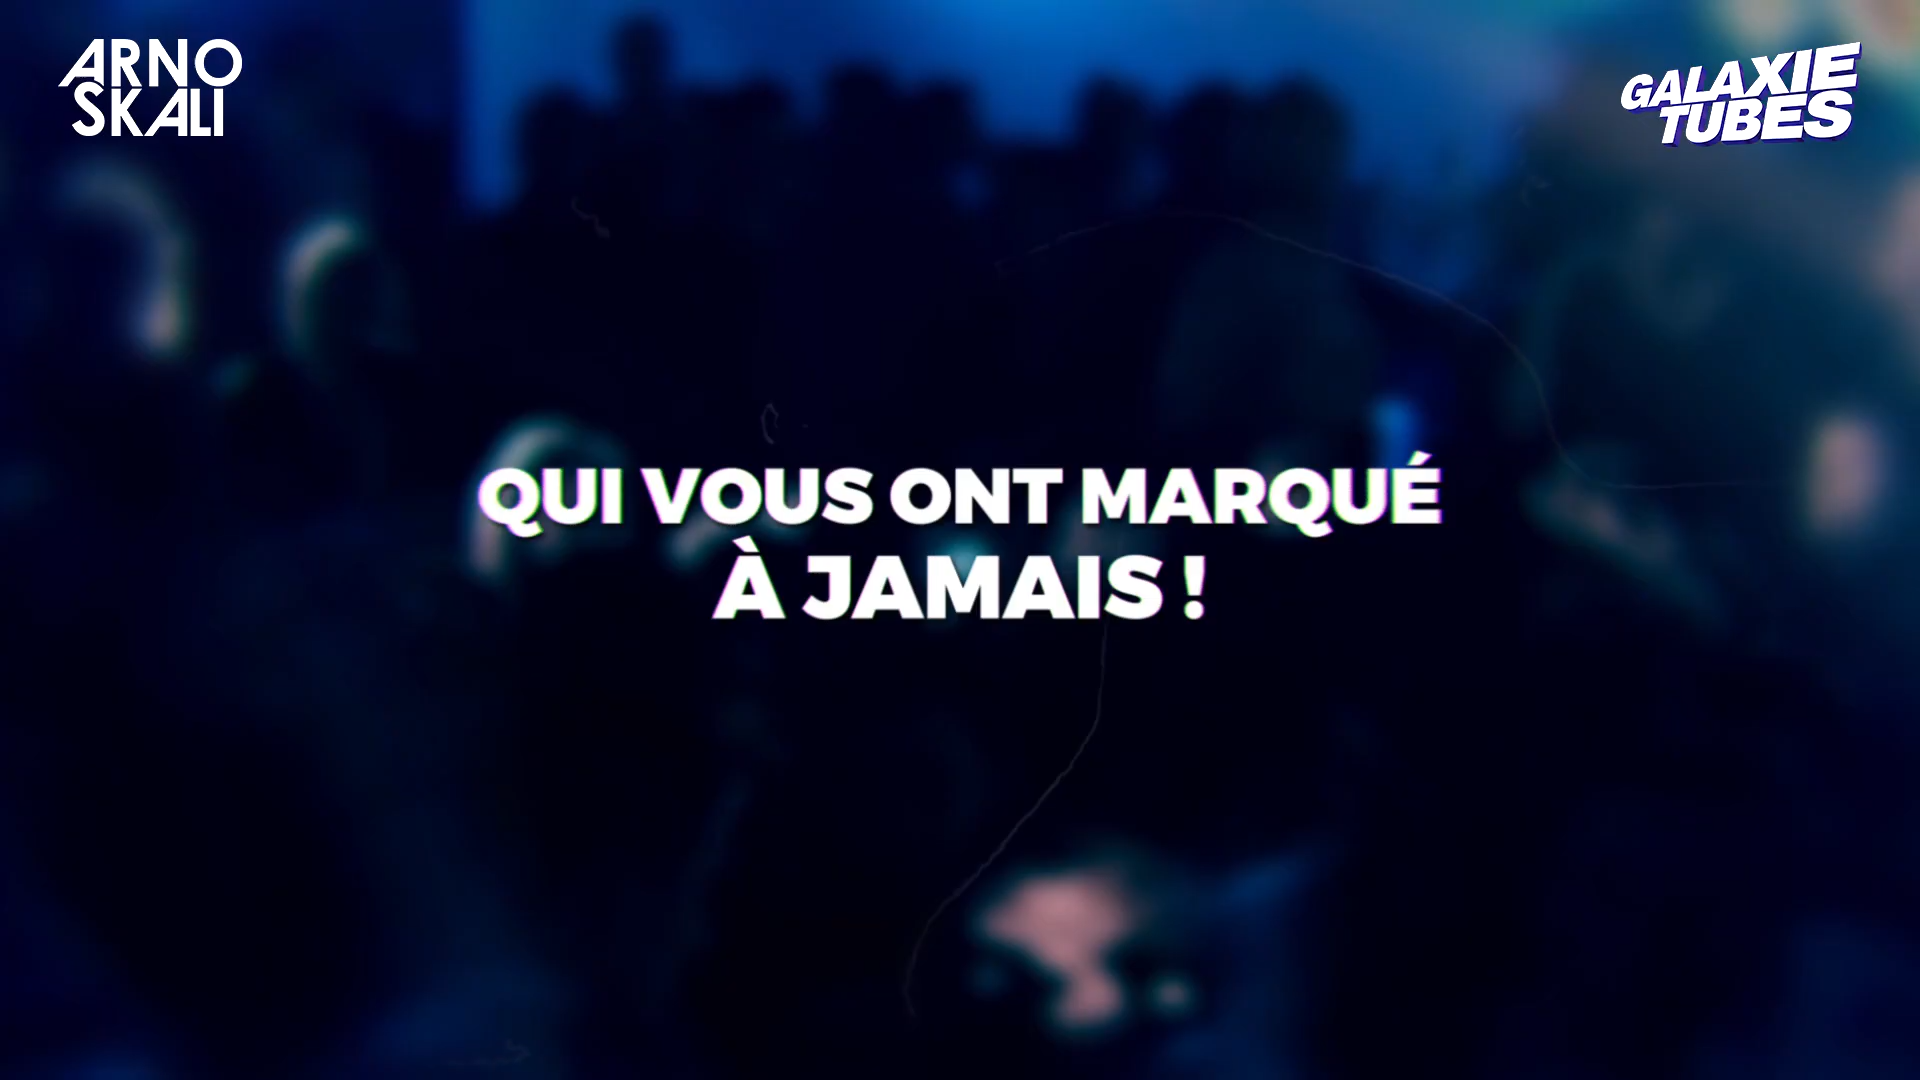 ARNO
SKALI
GALAXIE
TUBES
QUI VOUS ONT MARQUÉ
À JAMAIS !